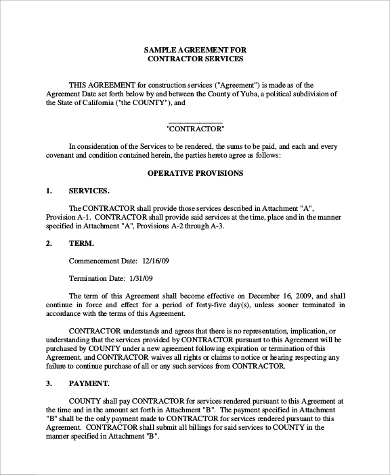 SAMPLE AGREEMENT FOR
CONTRACTOR SERVICES
THIS AGREEMENT for construction services ("Agreement") is made as of the
Agreement Date set forth below by and between the County of Yuba, a political subdivision of
the State of California ("the COUNTY"), and
"CONTRACTOR"
In consideration of the Services to be rendered, the sums to be paid, and each and every
covenant and condition contained herein, the parties hereto agree as follows:
OPERATIVE PROVISIONS
1. SERVICES.
The CONTRACTOR shall provide those services described in Attachment "A",
Provision A-1. CONTRACTOR shall provide said services at the time, place and in the manner
specified in Attachment "A", Provisions A-2 through A-3.
2. TERM.
Commencement Date: 12/16/09
Termination Date: 1/31/09
The term of this Agreement shall become effective on December 16, 2009, and shall
continue in force and effect for a period of forty-five day(s), unless sooner terminated in
accordance with the terms of this Agreement.
CONTRACTOR understands and agrees that there is no representation, implication, or
understanding that the services provided by CONTRACTOR pursuant to this Agreement will be
purchased by COUNTY under a new agreement following expiration or termination of this
Agreement, and CONTRACTOR waives all rights or claims to notice or hearing respecting any
failure to continue purchase of all or any such services from CONTRACTOR.
3. PAYMENT.
COUNTY shall pay CONTRACTOR for services rendered pursuant to this Agreement at
the time and in the amount set forth in Attachment "B". The payment specified in Attachment
"B" shall be the only payment made to CONTRACTOR for services rendered pursuant to this
Agreement. CONTRACTOR shall submit all billings for said services to COUNTY in the
manner specified in Attachment "B".